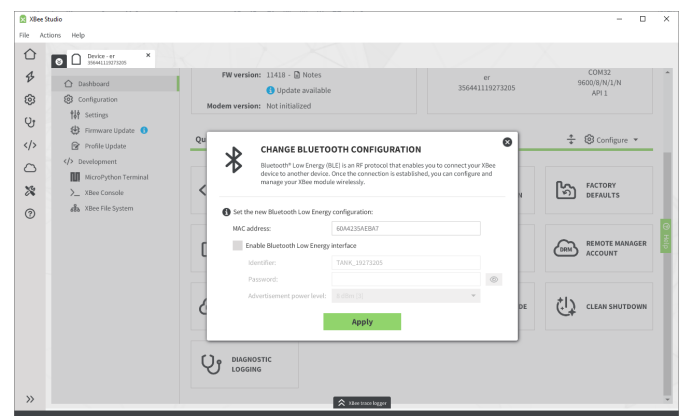 XBee Studio
File Actions Help
Device - er
356441119273205
Dashboard
Configuration
Settings
Firmware Update
Profile Update
Development
MicroPython Terminal
XBee Console
XBee File System
FW version: 11418 - Notes
Update available
Modem version: Not initialized
er
356441119273205
COM32
9600/8/N/1/N
API 1
Qu
Configure
CHANGE BLUETOOTH CONFIGURATION
Bluetooth® Low Energy (BLE) is an RF protocol that enables you to connect your XBee
device to another device. Once the connection is established, you can configure and
manage your XBee module wirelessly.
Set the new Bluetooth Low Energy configuration:
MAC address: 60A4235AEBA7
Enable Bluetooth Low Energy interface
Identifier: TANK_19273205
Password:
Advertisement power level:
Apply
N
FACTORY
DEFAULTS
DRM
REMOTE MANAGER
ACCOUNT
DE
CLEAN SHUTDOWN
DIAGNOSTIC
LOGGING
Help
XBee trace logger